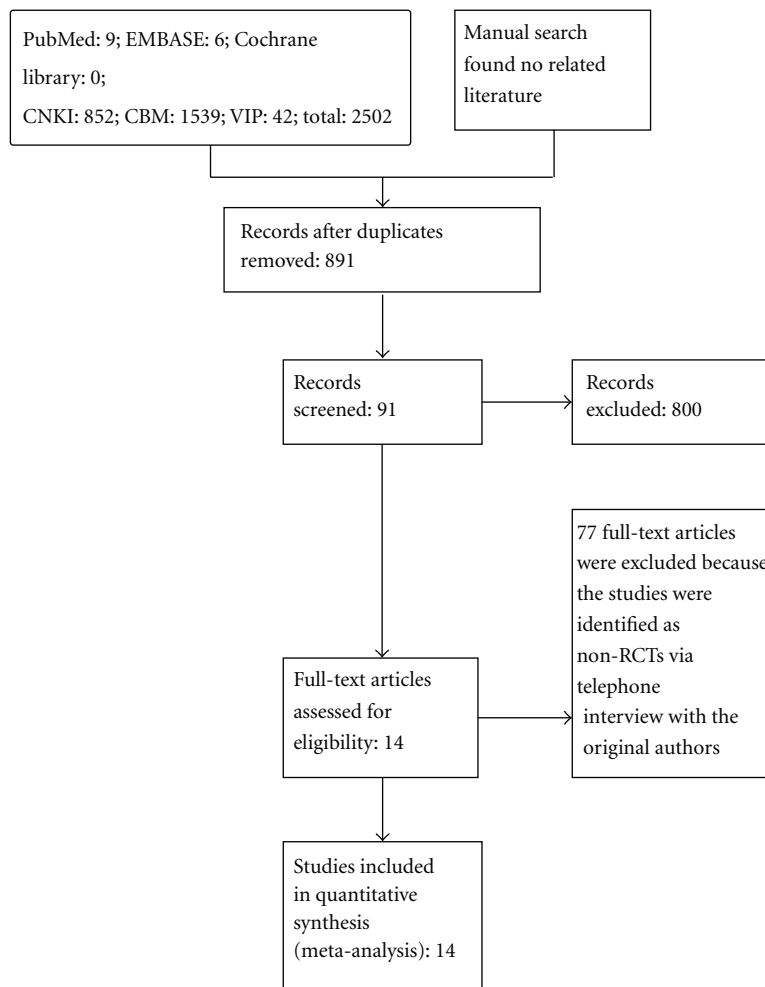 PubMed: 9; EMBASE: 6; Cochrane
library: 0;
CNKI: 852; CBM: 1539; VIP: 42; total: 2502
Manual search
found no related
literature
Records after duplicates
removed: 891
Records
screened: 91
Records
excluded: 800
77 full-text articles
were excluded because
the studies were
identified as
non-RCTs via
telephone
interview with the
original authors
Full-text articles
assessed for
eligibility: 14
Studies included
in quantitative
synthesis
(meta-analysis): 14